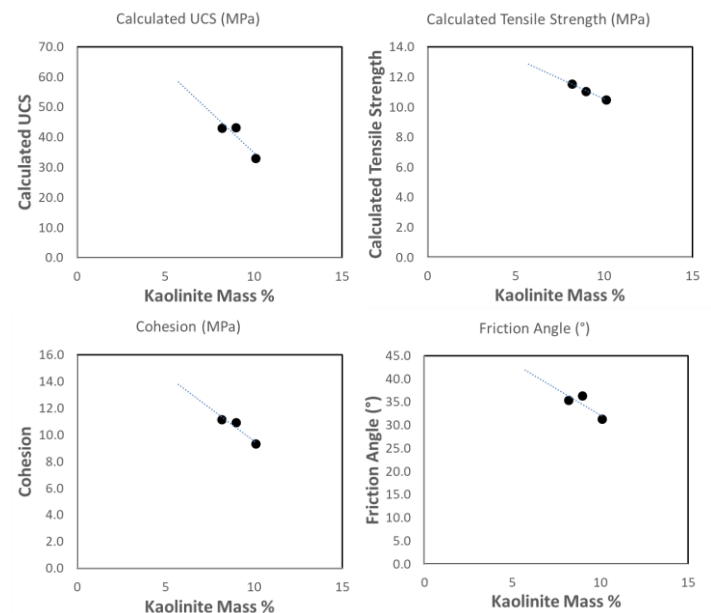 Calculated UCS (MPa)
70.0
60.0
50.0
40.0
30.0
20.0
10.0
0.0
0 5 10 15
Calculated UCS
Kaolinite Mass %
Calculated Tensile Strength (MPa)
14.0
12.0
10.0
8.0
6.0
4.0
2.0
0.0
0 5 10 15
Calculated Tensile Strength
Kaolinite Mass %
Cohesion (MPa)
16.0
14.0
12.0
10.0
8.0
6.0
4.0
2.0
0.0
0 5 10 15
Cohesion
Kaolinite Mass %
Friction Angle (°)
45.0
40.0
35.0
30.0
25.0
20.0
15.0
10.0
5.0
0.0
0 5 10 15
Friction Angle (°)
Kaolinite Mass %